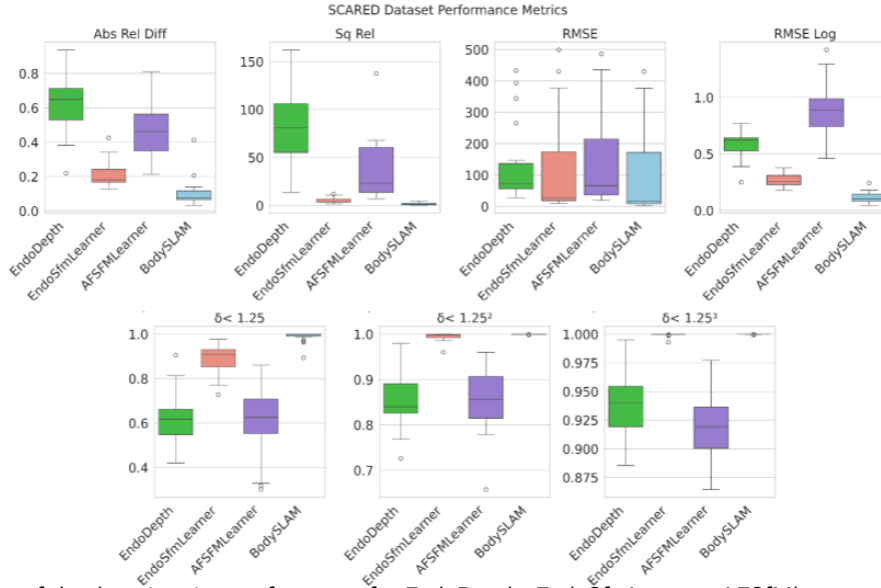 SCARED Dataset Performance Metrics
Abs Rel Diff
0.8
0.6
0.4
0.2
0.0
EndoDepth
EndoSfmLearner
AFSFMLearner
BodySLAM
Sq Rel
150
100
50
0
EndoDepth
EndoSfmLearner
AFSFMLearner
BodySLAM
RMSE
500
400
300
200
100
0
EndoDepth
EndoSfmLearner
AFSFMLearner
BodySLAM
RMSE Log
1.0
0.5
0.0
EndoDepth
EndoSfmLearner
AFSFMLearner
BodySLAM
δ< 1.25
1.0
0.8
0.6
0.4
EndoDepth
EndoSfmLearner
AFSFMLearner
BodySLAM
δ< 1.25²
1.0
0.9
0.8
0.7
EndoDepth
EndoSfmLearner
AFSFMLearner
BodySLAM
δ< 1.25³
1.000
0.975
0.950
0.925
0.900
0.875
EndoDepth
EndoSfmLearner
AFSFMLearner
BodySLAM